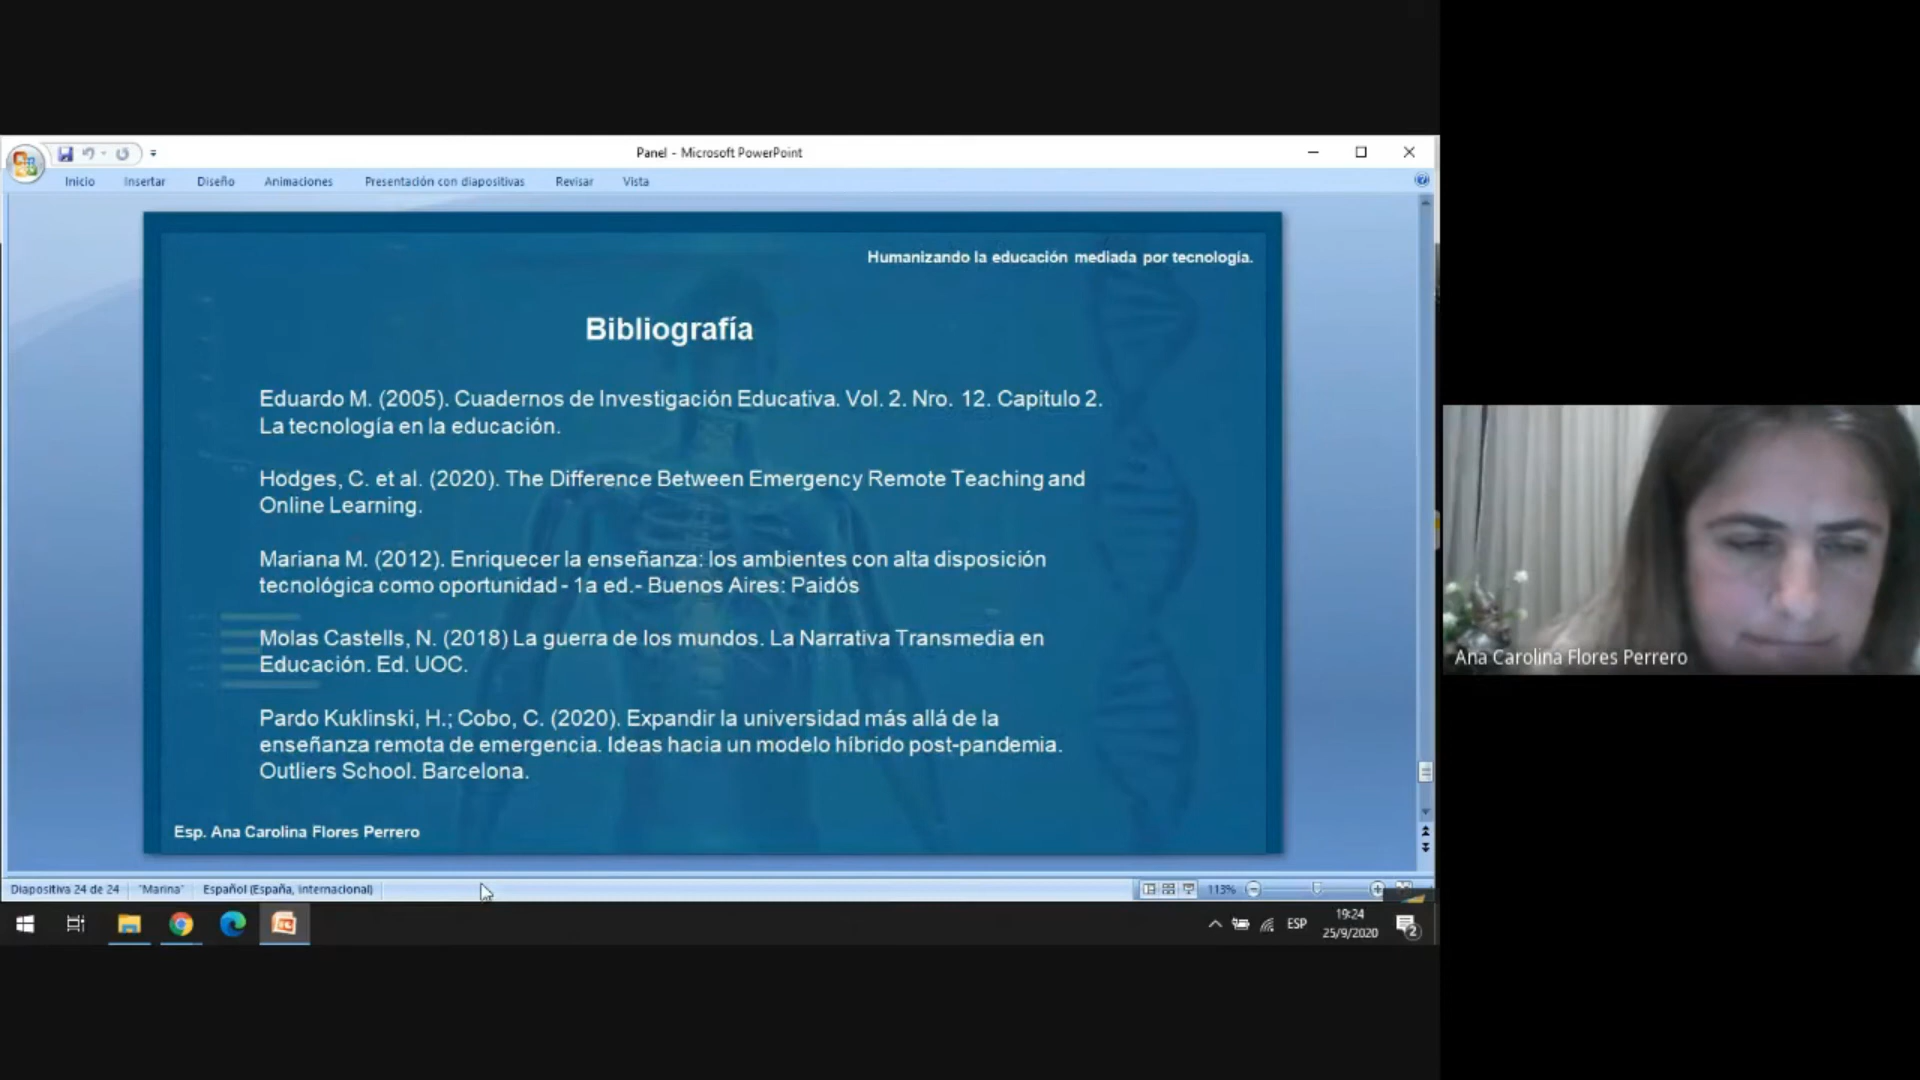 Panel - Microsoft PowerPoint
Inicio Insertar Diseño Animaciones Presentación con diapositivas Revisar Vista
Humanizando la educación mediada por tecnología.
Bibliografía
Eduardo M. (2005). Cuadernos de Investigación Educativa. Vol. 2. Nro. 12. Capitulo 2.
La tecnología en la educación.
Hodges, C. et al. (2020). The Difference Between Emergency Remote Teaching and
Online Learning.
Mariana M. (2012). Enriquecer la enseñanza: los ambientes con alta disposición
tecnológica como oportunidad - 1a ed.- Buenos Aires: Paidós
Molas Castells, N. (2018) La guerra de los mundos. La Narrativa Transmedia en
Educación. Ed. UOC.
Pardo Kuklinski, H.; Cobo, C. (2020). Expandir la universidad más allá de la
enseñanza remota de emergencia. Ideas hacia un modelo híbrido post-pandemia.
Outliers School. Barcelona.
Esp. Ana Carolina Flores Perrero
Diapositiva 24 de 24 "Marina" Español (España, internacional) 113%
ESP 19:24
25/9/2020 2
Ana Carolina Flores Perrero